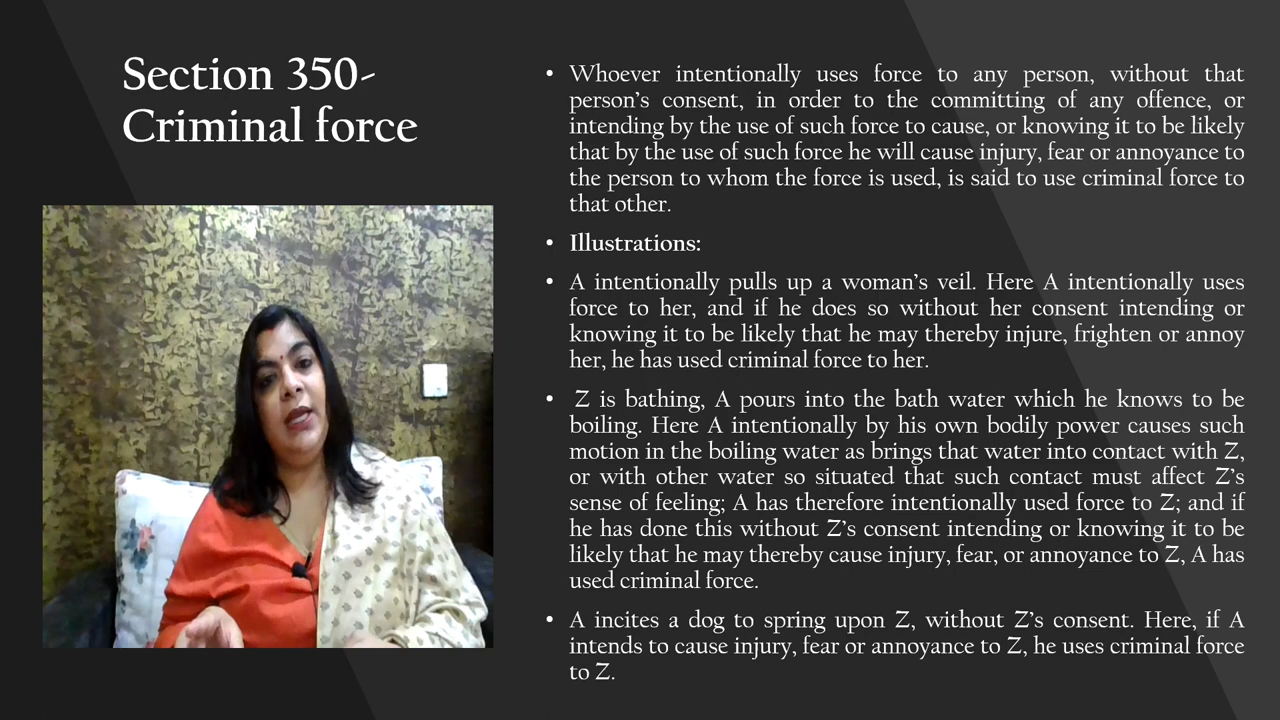 Section 350-
Criminal force
• Whoever intentionally uses force to any person, without that
person's consent, in order to the committing of any offence, or
intending by the use of such force to cause, or knowing it to be likely
that by the use of such force he will cause injury, fear or annoyance to
the person to whom the force is used, is said to use criminal force to
that other.
• Illustrations:
• A intentionally pulls up a woman's veil. Here A intentionally uses
force to her, and if he does so without her consent intending or
knowing it to be likely that he may thereby injure, frighten or annoy
her, he has used criminal force to her.
• Z is bathing, A pours into the bath water which he knows to be
boiling. Here A intentionally by his own bodily power causes such
motion in the boiling water as brings that water into contact with Z,
or with other water so situated that such contact must affect Z's
sense of feeling; A has therefore intentionally used force to Z; and if
he has done this without Z's consent intending or knowing it to be
likely that he may thereby cause injury, fear, or annoyance to Z, A has
used criminal force.
• A incites a dog to spring upon Z, without Z's consent. Here, if A
intends to cause injury, fear or annoyance to Z, he uses criminal force
to Z.